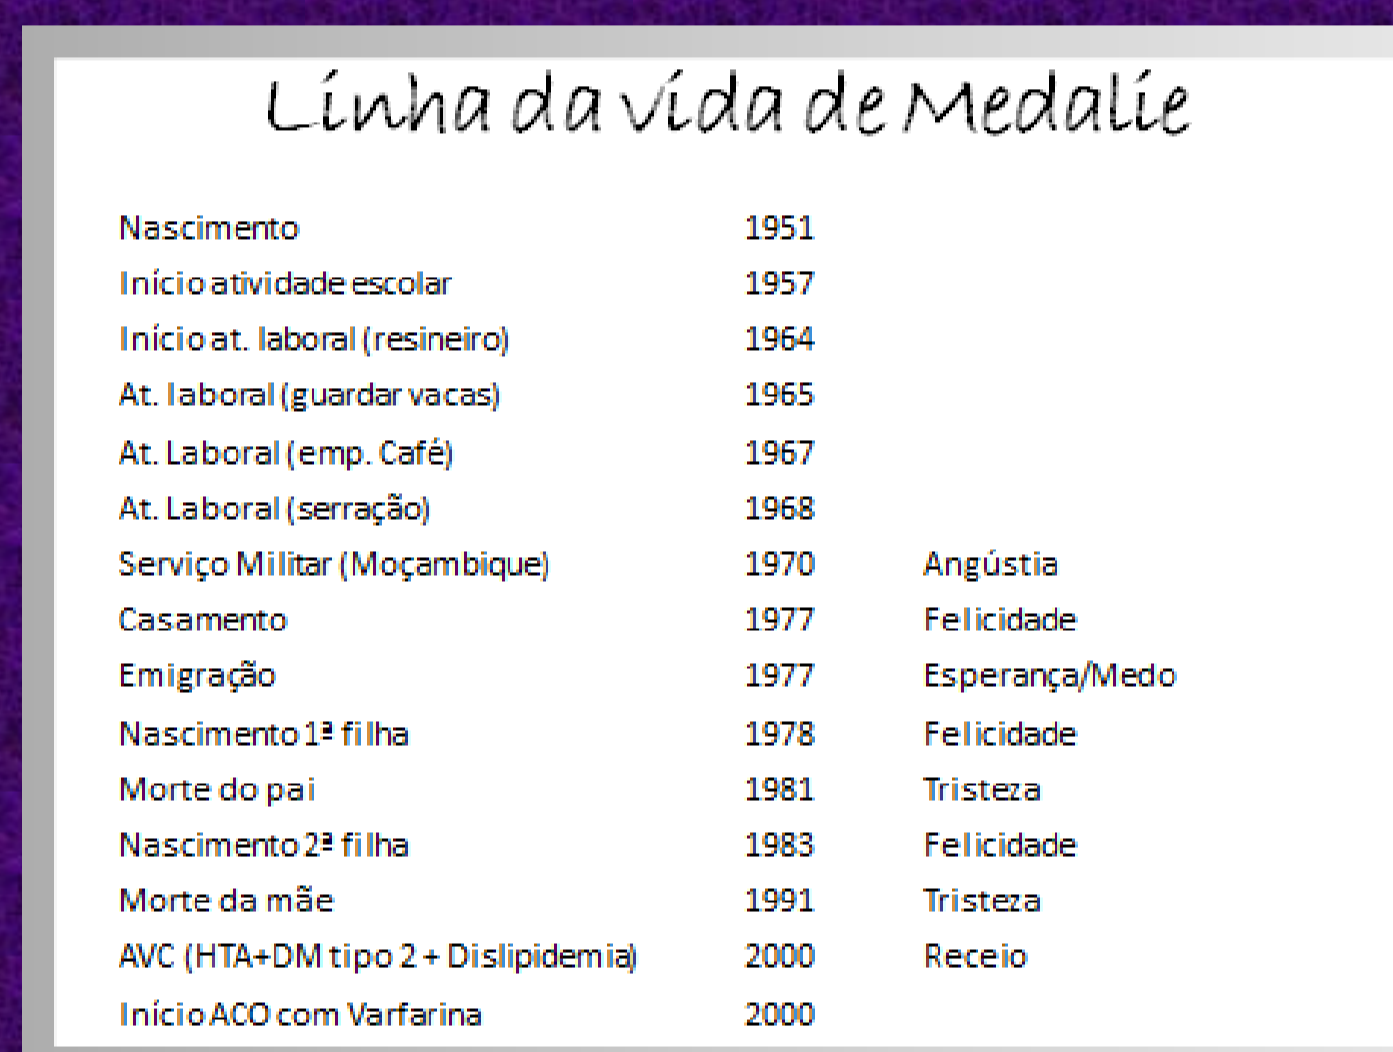 Linha da vida de Medalie
Nascimento 1951
Início atividade escolar 1957
Início at. laboral (resineiro) 1964
At. laboral (guardar vacas) 1965
At. Laboral (emp. Café) 1967
At. Laboral (serração) 1968
Serviço Militar (Moçambique) 1970 Angústia
Casamento 1977 Felicidade
Emigração 1977 Esperança/Medo
Nascimento 1ª filha 1978 Felicidade
Morte do pai 1981 Tristeza
Nascimento 2ª filha 1983 Felicidade
Morte da mãe 1991 Tristeza
AVC (HTA+DM tipo 2 + Dislipidemia) 2000 Receio
Início ACO com Varfarina 2000